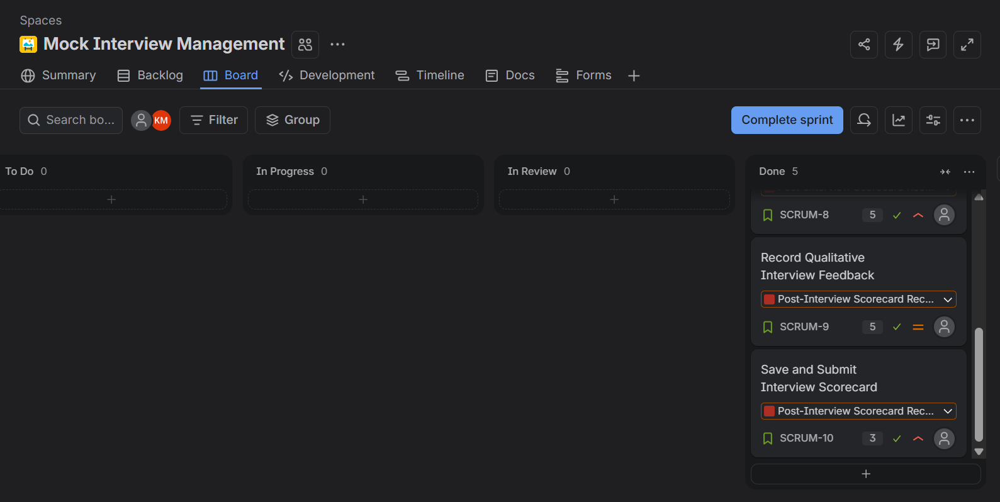 Spaces
Mock Interview Management
Summary
Backlog
Board
Development
Timeline
Docs
Forms
Search bo...
KM
Filter
Group
Complete sprint
To Do 0
In Progress 0
In Review 0
Done 5
SCRUM-8 5
Record Qualitative
Interview Feedback
Post-Interview Scorecard Rec...
SCRUM-9 5
Save and Submit
Interview Scorecard
Post-Interview Scorecard Rec...
SCRUM-10 3